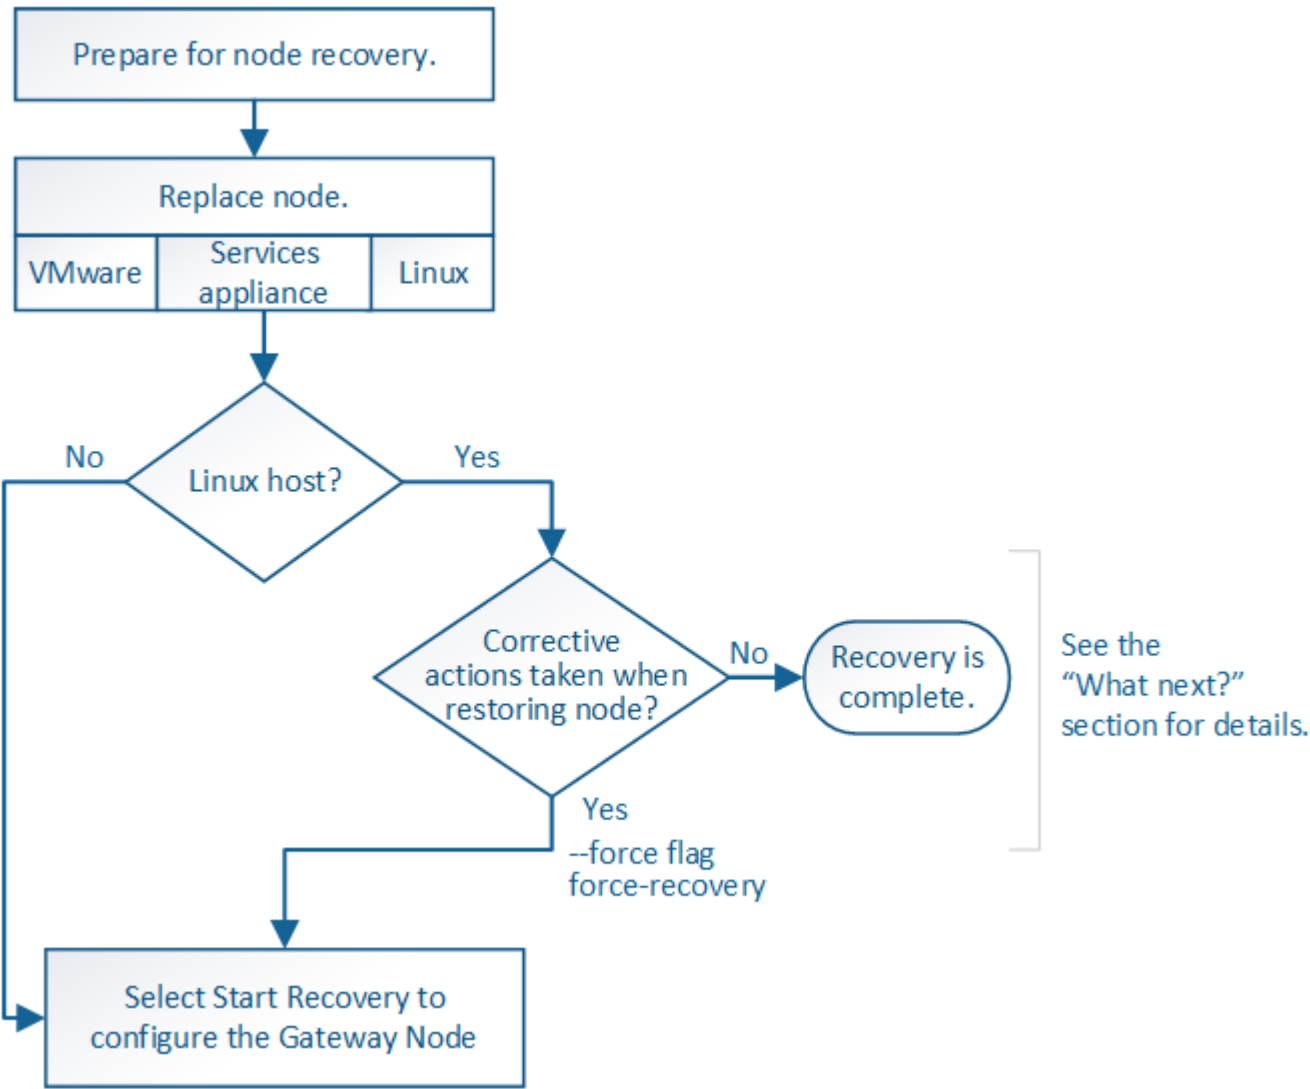 Prepare for node recovery.
Replace node.
VMware
Services
appliance
Linux
Linux host?
No
Yes
Corrective
actions taken when
restoring node?
No
Recovery is
complete.
See the
“What next?”
section for details.
Yes
--force flag
force-recovery
Select Start Recovery to
configure the Gateway Node